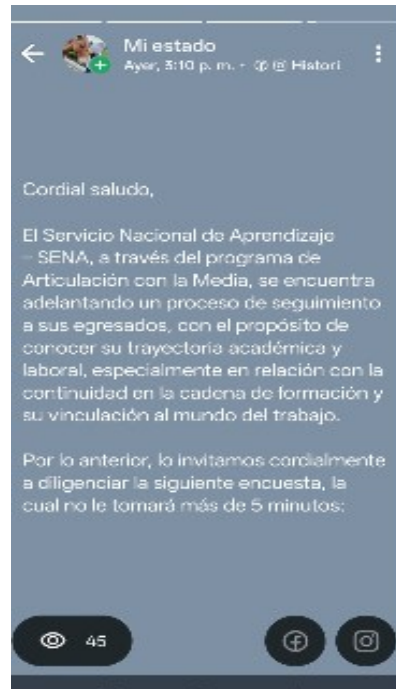 Mi estado
Ayer, 3:10 p. m. -
Histori
Cordial saludo,
El Servicio Nacional de Aprendizaje
– SENA, a través del programa de
Articulación con la Media, se encuentra
adelantando un proceso de seguimiento
a sus egresados, con el propósito de
conocer su trayectoria académica y
laboral, especialmente en relación con la
continuidad en la cadena de formación y
su vinculación al mundo del trabajo.
Por lo anterior, lo invitamos cordialmente
a diligenciar la siguiente encuesta, la
cual no le tomará más de 5 minutos:
45